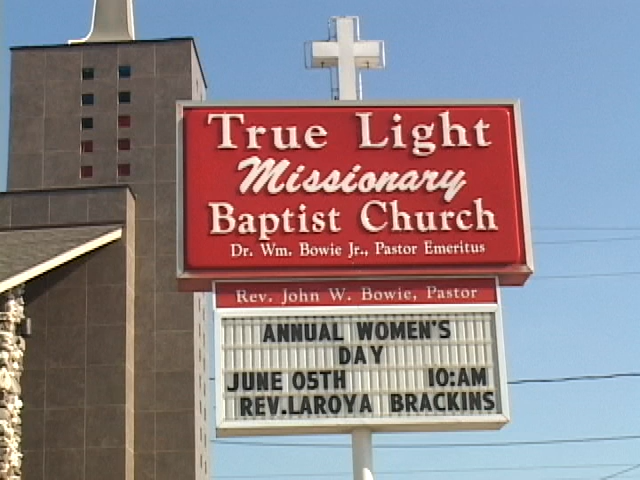 True Light
Missionary
Baptist Church
Dr. Wm. Bowie Jr., Pastor Emeritus
Rev. John W. Bowie, Pastor
ANNUAL WOMEN'S
DAY
JUNE 05TH 10:AM
REV.LAROYA BRACKINS